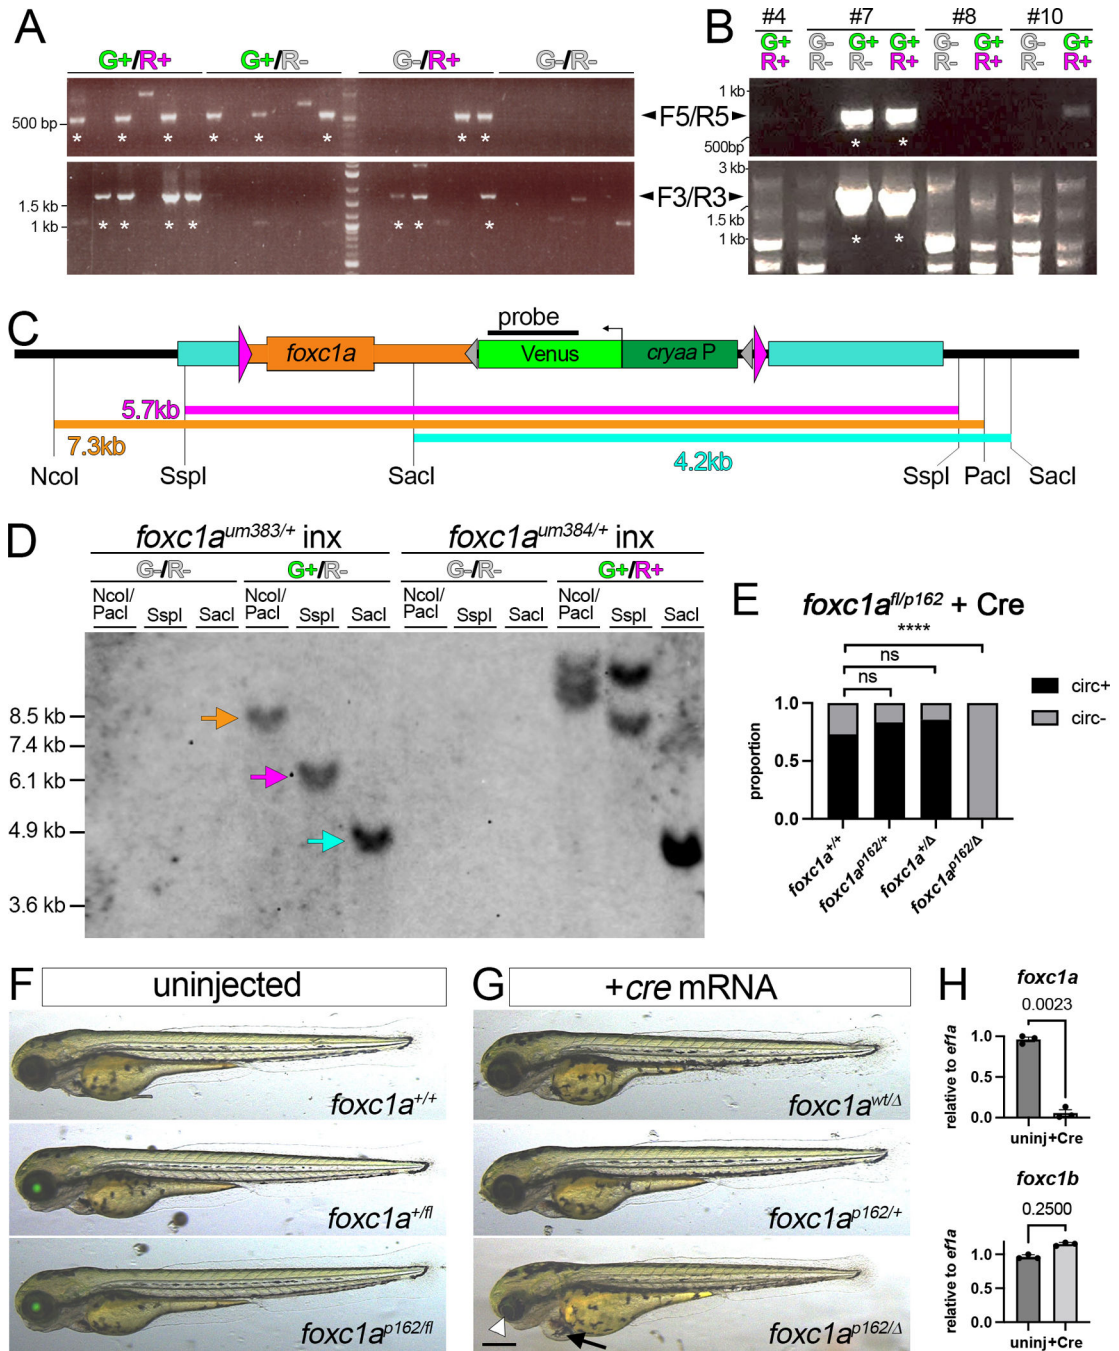 A
G+/R+ G+/R- G-/R+ G-/R-
500 bp
* * * * * * * *
1.5 kb
1 kb
* * * * * * *
B
#4 #7 #8 #10
G+ G- G+ G+ G- G+ G- G+
R+ R- R- R+ R- R+ R- R+
1 kb
F5/R5
500bp
* *
3 kb
F3/R3
1.5 kb
1 kb
* *
C
probe
foxc1a Venus cryaa P
5.7kb
7.3kb
4.2kb
NcoI SspI SacI SspI PacI SacI
D
foxc1a um383/+ inx foxc1a um384/+ inx
G-/R- G+/R- G-/R- G+/R+
NcoI/ NcoI/ NcoI/ NcoI/
PacI SspI SacI PacI SspI SacI PacI SspI SacI PacI SspI SacI
8.5 kb
7.4 kb
6.1 kb
4.9 kb
3.6 kb
E
foxc1a fl/p162 + Cre
****
ns
ns
circ+
circ-
1.0
0.5
0
proportion
foxc1a +/+
foxc1a p162/+
foxc1a +/Δ
foxc1a p162/Δ
F
uninjected
foxc1a +/+
foxc1a +/fl
foxc1a p162/fl
G
+cre mRNA
foxc1a wt/Δ
foxc1a p162/+
foxc1a p162/Δ
H
foxc1a
0.0023
1.0
0.5
0.0
relative to ef1a
uninj +Cre
foxc1b
0.2500
1.0
0.5
0
relative to ef1a
uninj +Cre